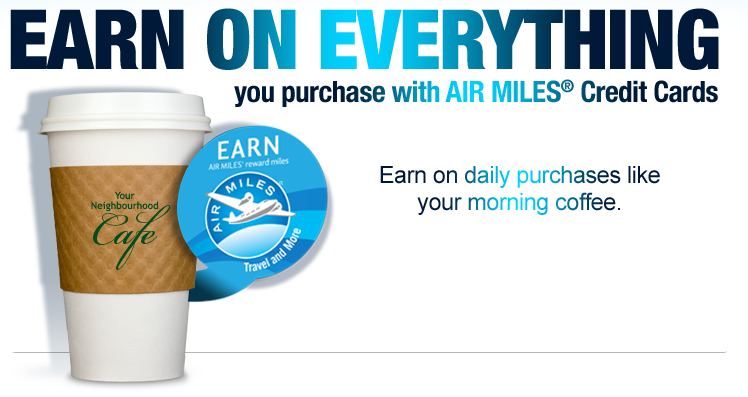 EARN ON EVERYTHING
you purchase with AIR MILES® Credit Cards
EARN
AIR MILES® reward miles
AIR MILES®
Travel and More
Your
Neighbourhood
Cafe
Earn on daily purchases like
your morning coffee.